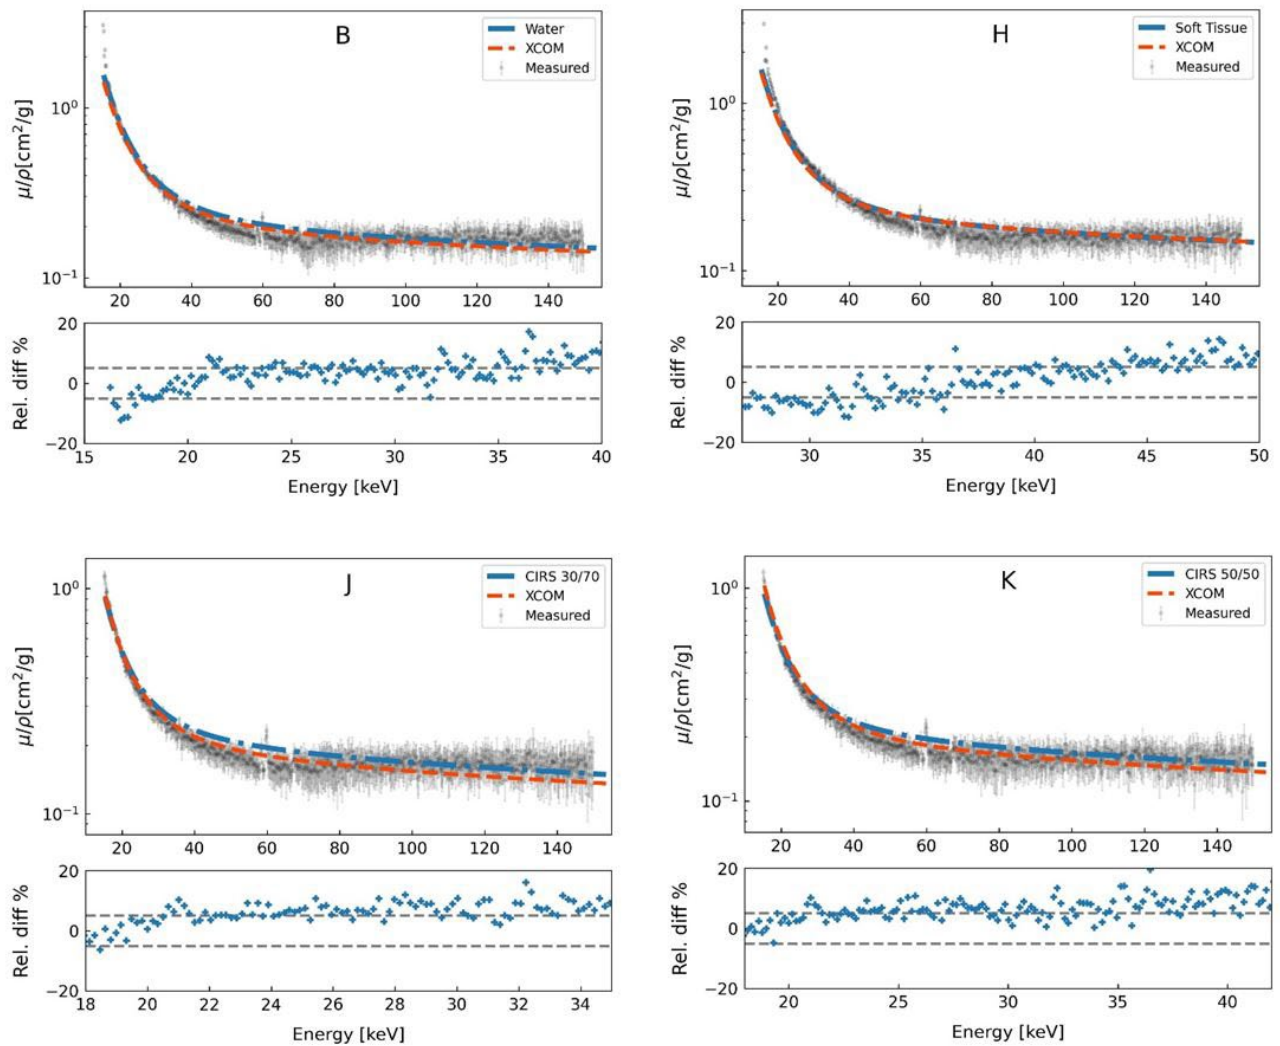 B
Water
XCOM
Measured
μ/ρ[cm²/g]
10⁰
10⁻¹
20 40 60 80 100 120 140
Rel. diff %
20
0
−20
15 20 25 30 35 40
Energy [keV]
H
Soft Tissue
XCOM
Measured
μ/ρ[cm²/g]
10⁰
10⁻¹
20 40 60 80 100 120 140
Rel. diff %
20
0
−20
30 35 40 45 50
Energy [keV]
J
CIRS 30/70
XCOM
Measured
μ/ρ[cm²/g]
10⁰
10⁻¹
20 40 60 80 100 120 140
Rel. diff %
20
0
−20
18 20 22 24 26 28 30 32 34
Energy [keV]
K
CIRS 50/50
XCOM
Measured
μ/ρ[cm²/g]
10⁰
10⁻¹
20 40 60 80 100 120 140
Rel. diff %
20
0
−20
20 25 30 35 40
Energy [keV]